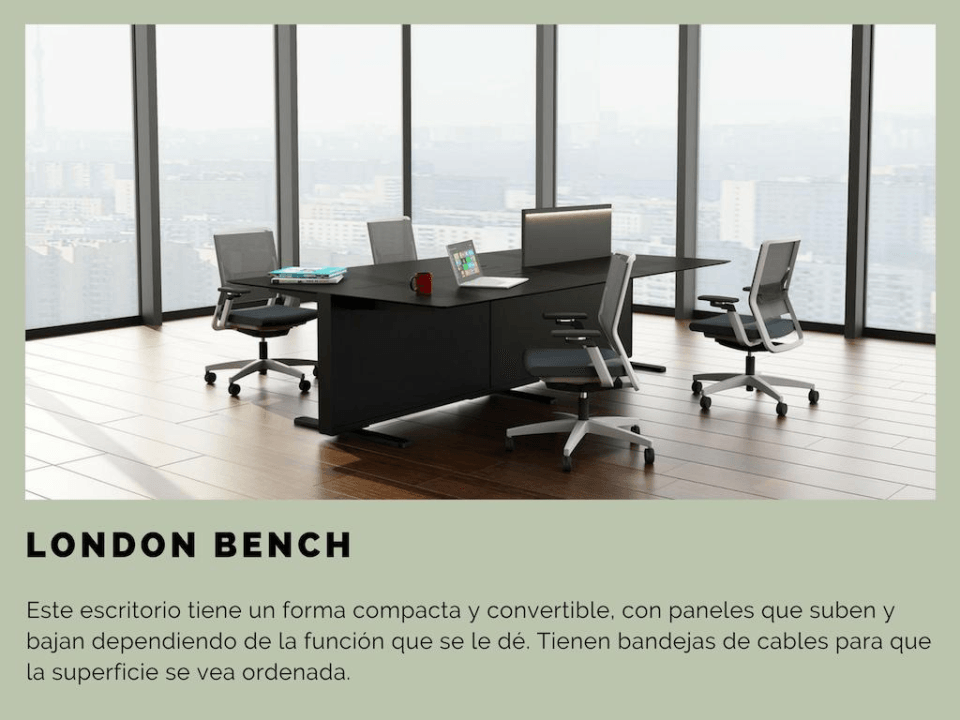 LONDON BENCH
Este escritorio tiene un forma compacta y convertible, con paneles que suben y
bajan dependiendo de la función que se le dé. Tienen bandejas de cables para que
la superficie se vea ordenada.